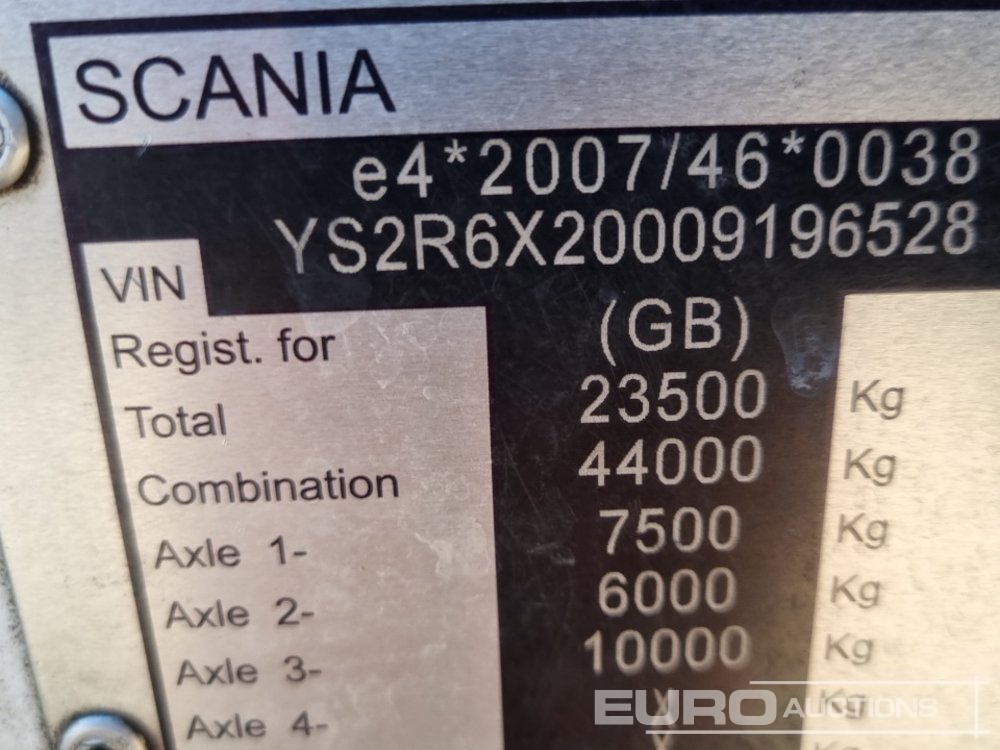 SCANIA
e4*2007/46*0038
VIN YS2R6X20009196528
Regist. for (GB)
Total 23500 Kg
Combination 44000 Kg
Axle 1- 7500 Kg
Axle 2- 6000 Kg
Axle 3- 10000 Kg
Axle 4- Kg
EURO AUCTIONS